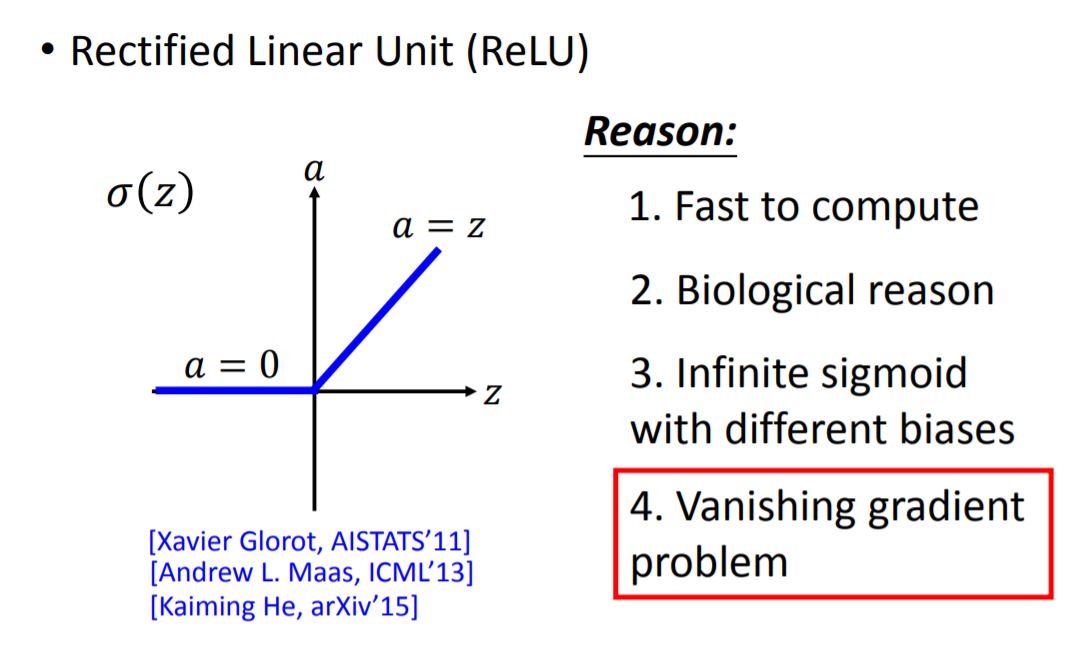 • Rectified Linear Unit (ReLU)
Reason:
σ(z)
a
a = z
a = 0
z
1. Fast to compute
2. Biological reason
3. Infinite sigmoid
with different biases
4. Vanishing gradient
problem
[Xavier Glorot, AISTATS’11]
[Andrew L. Maas, ICML’13]
[Kaiming He, arXiv’15]